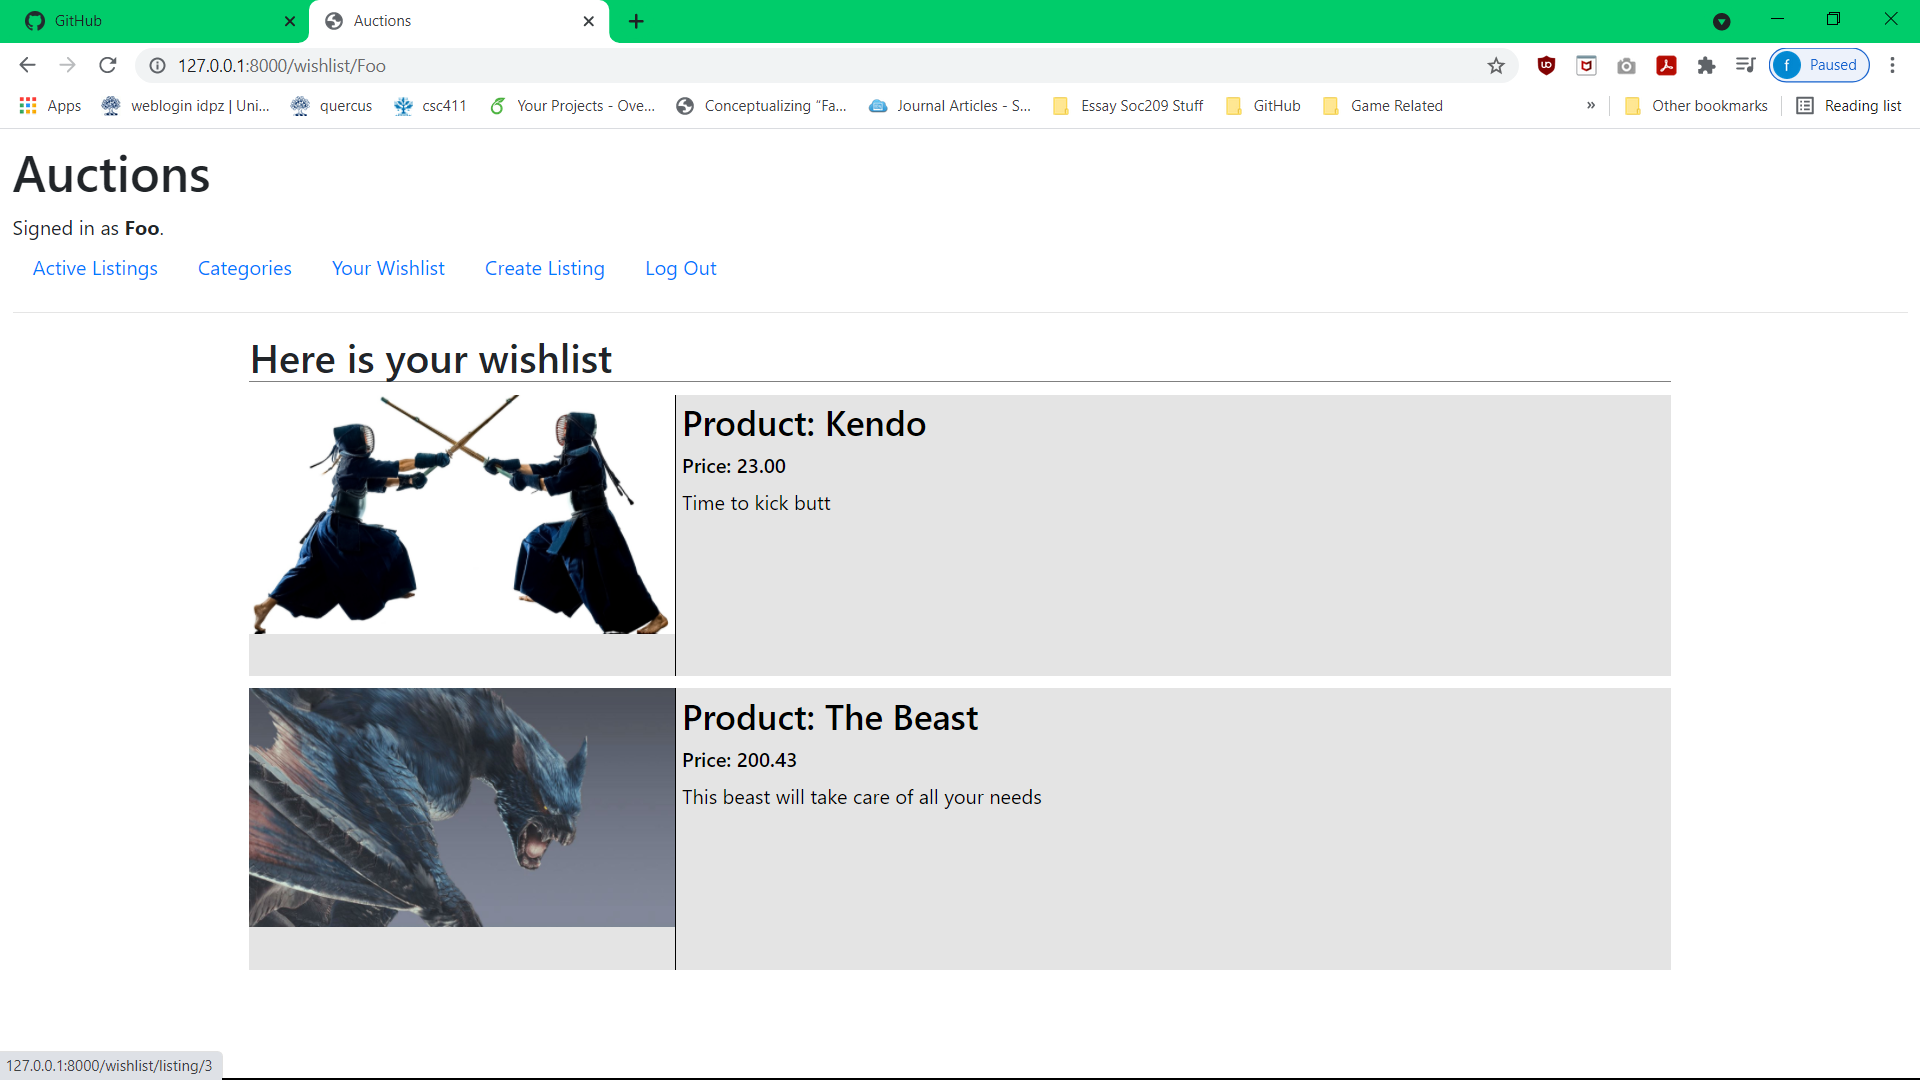 GitHub
Auctions
127.0.0.1:8000/wishlist/Foo
f Paused
Apps
weblogin idpz | Uni...
quercus
csc411
Your Projects - Ove...
Conceptualizing “Fa...
Journal Articles - S...
Essay Soc209 Stuff
GitHub
Game Related
»
Other bookmarks
Reading list
Auctions
Signed in as Foo.
Active Listings Categories Your Wishlist Create Listing Log Out
Here is your wishlist
Product: Kendo
Price: 23.00
Time to kick butt
Product: The Beast
Price: 200.43
This beast will take care of all your needs
127.0.0.1:8000/wishlist/listing/3